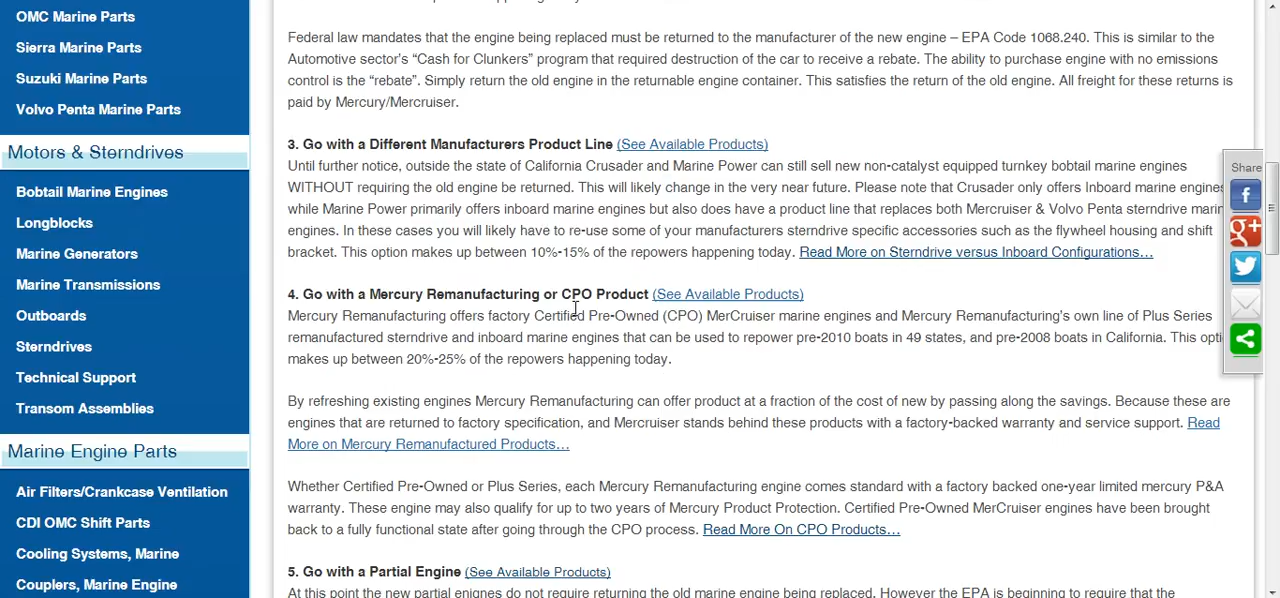 OMC Marine Parts
Sierra Marine Parts
Suzuki Marine Parts
Volvo Penta Marine Parts
Motors & Sterndrives
Bobtail Marine Engines
Longblocks
Marine Generators
Marine Transmissions
Outboards
Sterndrives
Technical Support
Transom Assemblies
Marine Engine Parts
Air Filters/Crankcase Ventilation
CDI OMC Shift Parts
Cooling Systems, Marine
Couplers, Marine Engine
Federal law mandates that the engine being replaced must be returned to the manufacturer of the new engine – EPA Code 1068.240. This is similar to the
Automotive sector's “Cash for Clunkers” program that required destruction of the car to receive a rebate. The ability to purchase engine with no emissions
control is the “rebate”. Simply return the old engine in the returnable engine container. This satisfies the return of the old engine. All freight for these returns is
paid by Mercury/Mercruiser.
3. Go with a Different Manufacturers Product Line (See Available Products)
Until further notice, outside the state of California Crusader and Marine Power can still sell new non-catalyst equipped turnkey bobtail marine engines
WITHOUT requiring the old engine be returned. This will likely change in the very near future. Please note that Crusader only offers Inboard marine engines
while Marine Power primarily offers inboard marine engines but also does have a product line that replaces both Mercruiser & Volvo Penta sterndrive marin
engines. In these cases you will likely have to re-use some of your manufacturers sterndrive specific accessories such as the flywheel housing and shift
bracket. This option makes up between 10%-15% of the repowers happening today. Read More on Sterndrive versus Inboard Configurations…
4. Go with a Mercury Remanufacturing or CPO Product (See Available Products)
Mercury Remanufacturing offers factory Certified Pre-Owned (CPO) MerCruiser marine engines and Mercury Remanufacturing's own line of Plus Series
remanufactured sterndrive and inboard marine engines that can be used to repower pre-2010 boats in 49 states, and pre-2008 boats in California. This opti
makes up between 20%-25% of the repowers happening today.
By refreshing existing engines Mercury Remanufacturing can offer product at a fraction of the cost of new by passing along the savings. Because these are
engines that are returned to factory specification, and Mercruiser stands behind these products with a factory-backed warranty and service support. Read
More on Mercury Remanufactured Products…
Whether Certified Pre-Owned or Plus Series, each Mercury Remanufacturing engine comes standard with a factory backed one-year limited mercury P&A
warranty. These engine may also qualify for up to two years of Mercury Product Protection. Certified Pre-Owned MerCruiser engines have been brought
back to a fully functional state after going through the CPO process. Read More On CPO Products…
5. Go with a Partial Engine (See Available Products)
At this point the new partial enignes do not require returning the old marine engine being replaced. However the EPA is beginning to require that the
Share